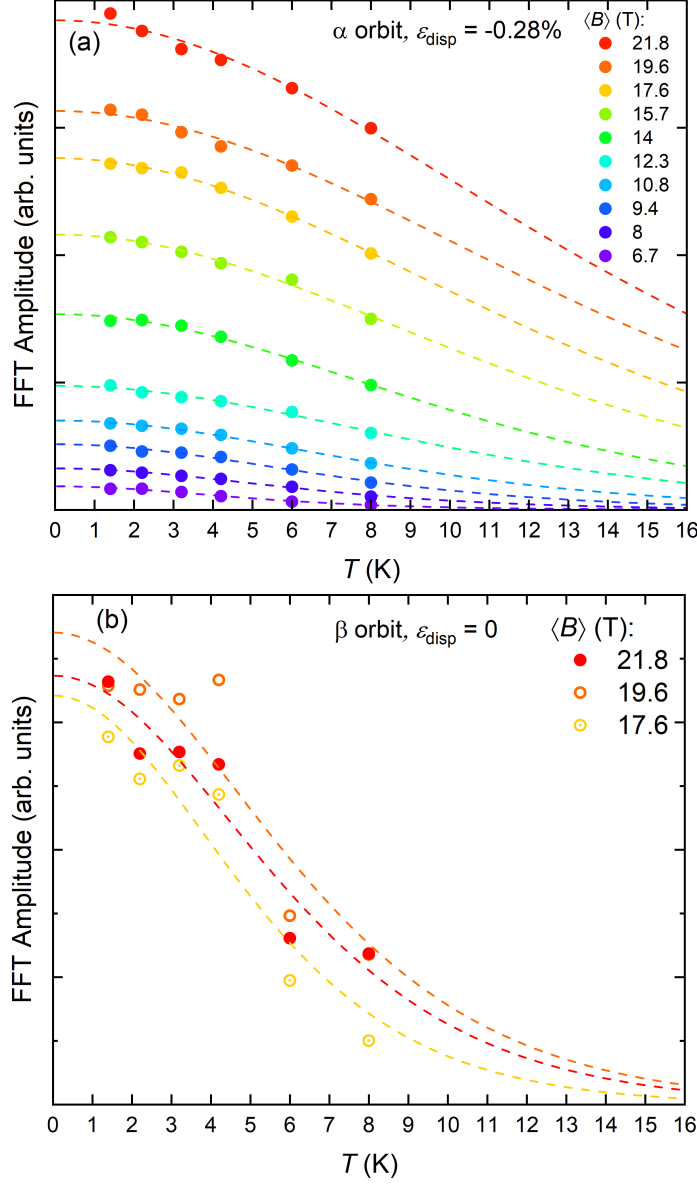 (a)
α orbit, εdisp = -0.28%
⟨B⟩ (T):
21.8
19.6
17.6
15.7
14
12.3
10.8
9.4
8
6.7
FFT Amplitude (arb. units)
0 1 2 3 4 5 6 7 8 9 10 11 12 13 14 15 16
T (K)
(b)
β orbit, εdisp = 0
⟨B⟩ (T):
21.8
19.6
17.6
FFT Amplitude (arb. units)
0 1 2 3 4 5 6 7 8 9 10 11 12 13 14 15 16
T (K)